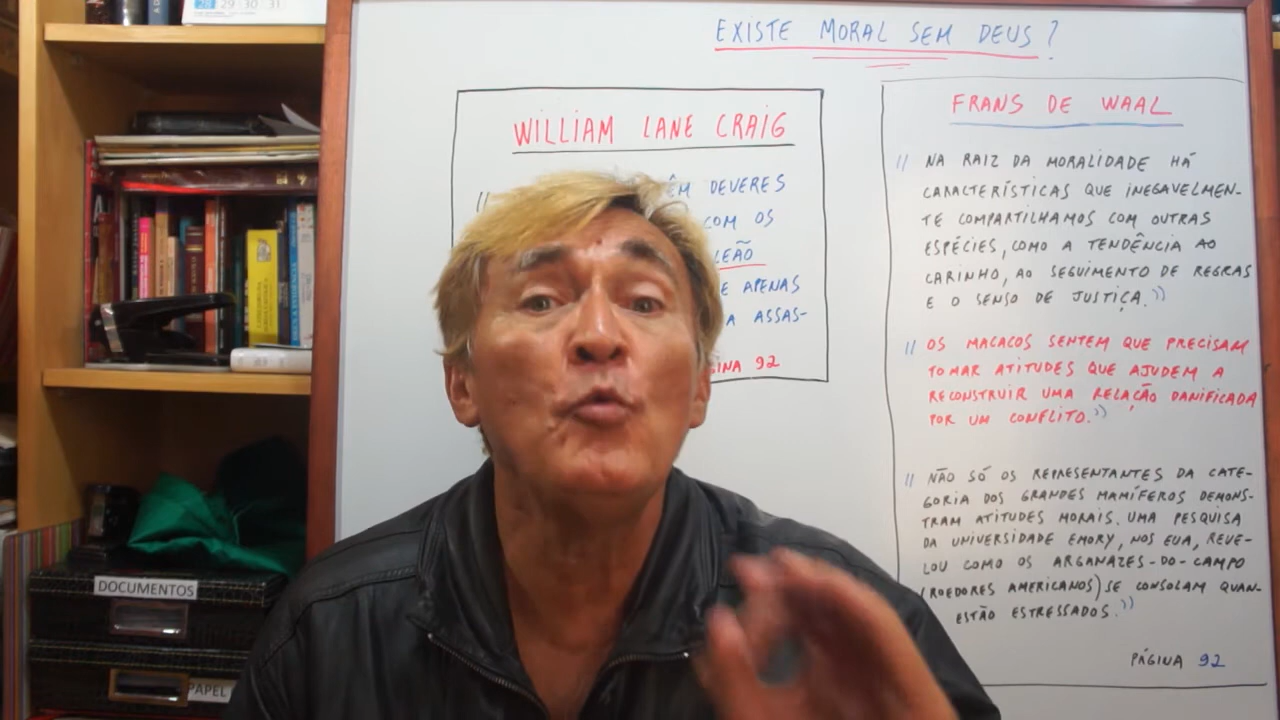 28 29 30 31
EXISTE MORAL SEM DEUS?
WILLIAM LANE CRAIG
"
DEVERES
COM OS
LEÃO
E APENAS
A ASSAS-
92
FRANS DE WAAL
" NA RAIZ DA MORALIDADE HÁ
CARACTERÍSTICAS QUE INEGAVELMEN-
TE COMPARTILHAMOS COM OUTRAS
ESPÉCIES, COMO A TENDÊNCIA AO
CARINHO, AO SEGUIMENTO DE REGRAS
E O SENSO DE JUSTIÇA."
" OS MACACOS SENTEM QUE PRECISAM
TOMAR ATITUDES QUE AJUDEM A
RECONSTRUIR UMA RELAÇÃO DANIFICADA
POR UM CONFLITO."
" NÃO SÓ OS REPRESENTANTES DA CATE-
GORIA DOS GRANDES MAMÍFEROS DEMONS-
TRAM ATITUDES MORAIS. UMA PESQUISA
DA UNIVERSIDADE EMORY, NOS EUA, REVE-
LOU COMO OS ARGANAZES-DO-CAMPO
(ROEDORES AMERICANOS) SE CONSOLAM QUAN-
ESTÃO ESTRESSADOS."
PÁGINA 92
DOCUMENTOS
PAPEL